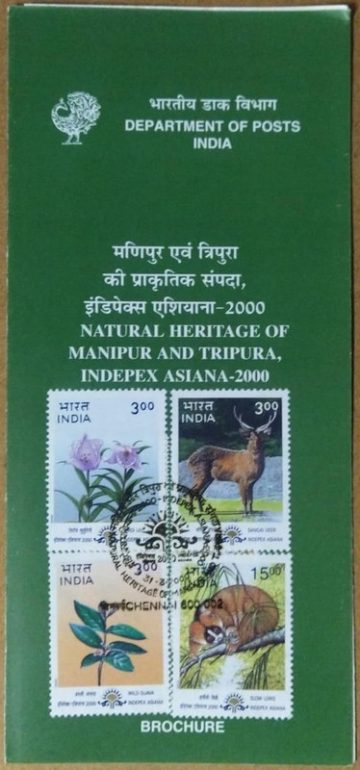 भारतीय डाक विभाग
DEPARTMENT OF POSTS
INDIA
मणिपुर एवं त्रिपुरा
की प्राकृतिक संपदा,
इंडिपेक्स एशियाना-2000
NATURAL HERITAGE OF
MANIPUR AND TRIPURA,
INDEPEX ASIANA-2000
भारत 3.00
INDIA
भारत 3.00
INDIA
SANGAI DEER
INDEPEX ASIANA
भारत 3.00
INDIA
WILD GUAVA
INDEPEX ASIANA
भारत 15.00
INDIA
SLOW LORIS
INDEPEX ASIANA
CHENNAI 600 002
BROCHURE